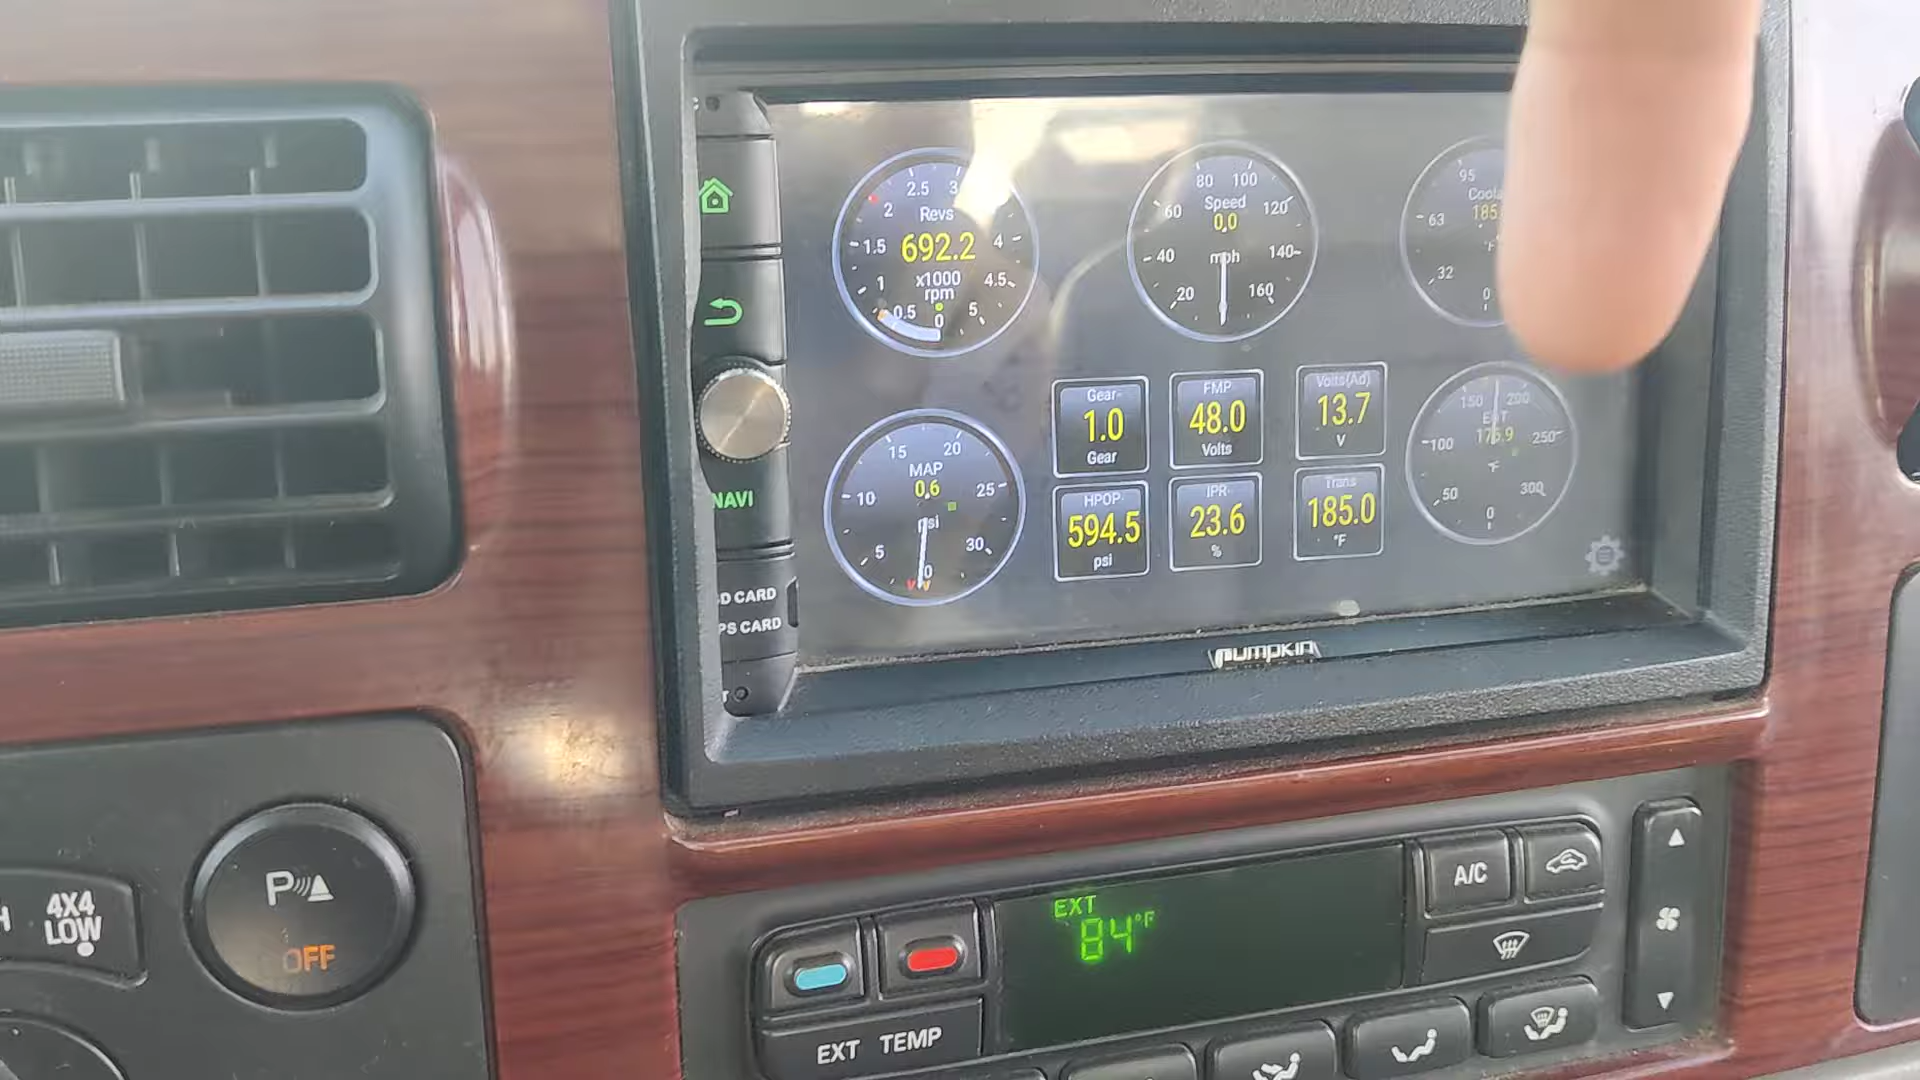 2.5 3
2 Revs
692.2
1.5 4
1 x1000 4.5
rpm
0.5 0 5
80 100
60 Speed 120
0.0
40 mph 140
20 160
95
185
63
°F
32
0
15 20
MAP
10 0.6 25
psi
5 30
0
Gear
1.0
Gear
FMP
48.0
Volts
Volts(Ad)
13.7
V
HPOP
594.5
psi
IPR
23.6
%
Trans
185.0
°F
150 200
100 250
°F
50 300
0
NAVI
D CARD
PS CARD
PUMPKIN
4X4
LOW
P
OFF
EXT
84°F
A/C
EXT TEMP